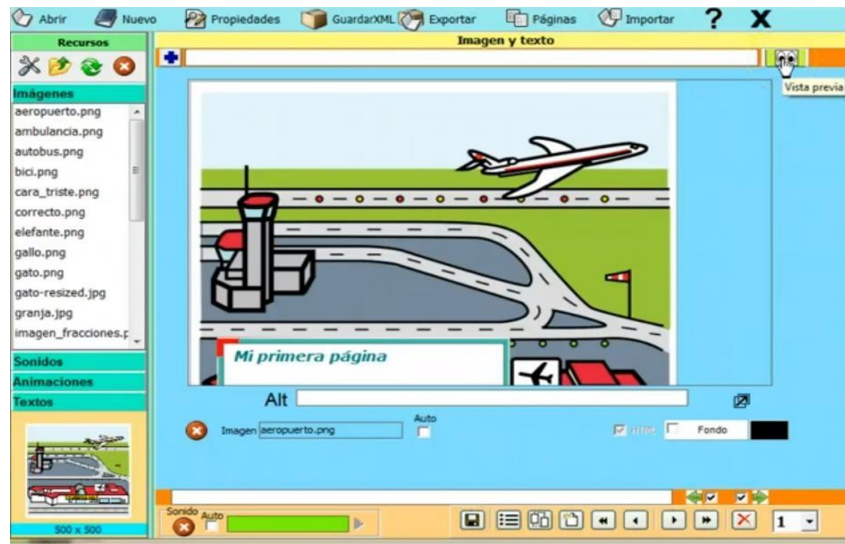 Abrir Nuevo Propiedades GuardarXML Exportar Páginas Importar ? X
Recursos
Imagen y texto
Vista previa
Imágenes
aeropuerto.png
ambulancia.png
autobus.png
bici.png
cara_triste.png
correcto.png
elefante.png
gallo.png
gato.png
gato-resized.jpg
granja.jpg
imagen_fracciones.p
Mi primera página
Sonidos
Animaciones
Textos
Alt
Auto
Imagen aeropuerto.png
Fondo
Sonido Auto
500 x 500
1